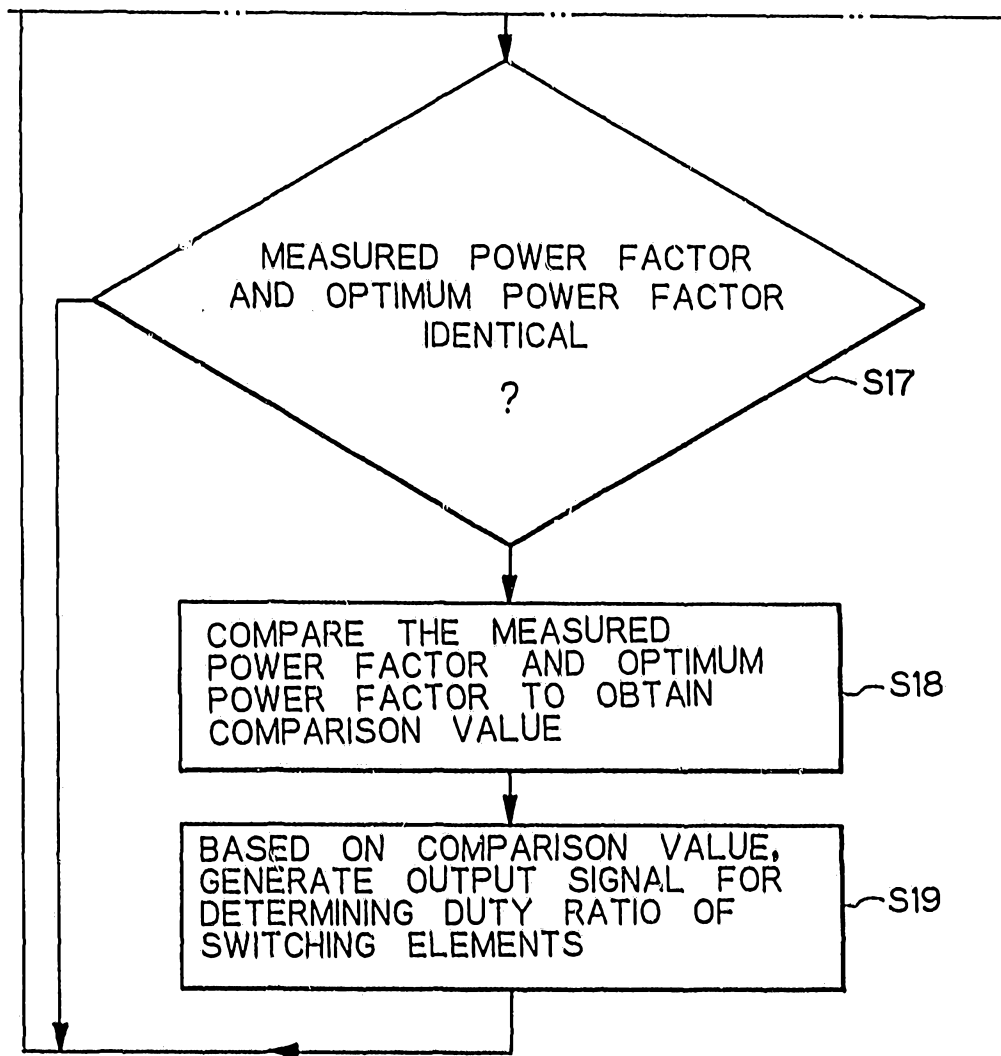 MEASURED POWER FACTOR
AND OPTIMUM POWER FACTOR
IDENTICAL
?
S17
COMPARE THE MEASURED
POWER FACTOR AND OPTIMUM
POWER FACTOR TO OBTAIN
COMPARISON VALUE
S18
BASED ON COMPARISON VALUE,
GENERATE OUTPUT SIGNAL FOR
DETERMINING DUTY RATIO OF
SWITCHING ELEMENTS
S19